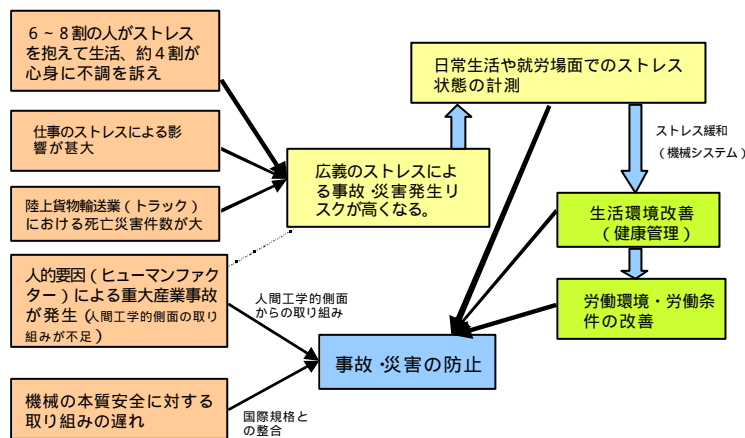 ６～８割の人がストレス
を抱えて生活、約４割が
心身に不調を訴え
仕事のストレスによる影
響が甚大
陸上貨物輸送業（トラック）
における死亡災害件数が大
人的要因（ヒューマンファク
ター）による重大産業事故
が発生（人間工学的側面の取り
組みが不足）
機械の本質安全に対する
取り組みの遅れ
広義のストレスによ
る事故・災害発生リ
スクが高くなる。
日常生活や就労場面でのストレス
状態の計測
ストレス緩和
（機械システム）
生活環境改善
（健康管理）
労働環境・労働条
件の改善
人間工学的側面
からの取り組み
事故・災害の防止
国際規格と
の整合